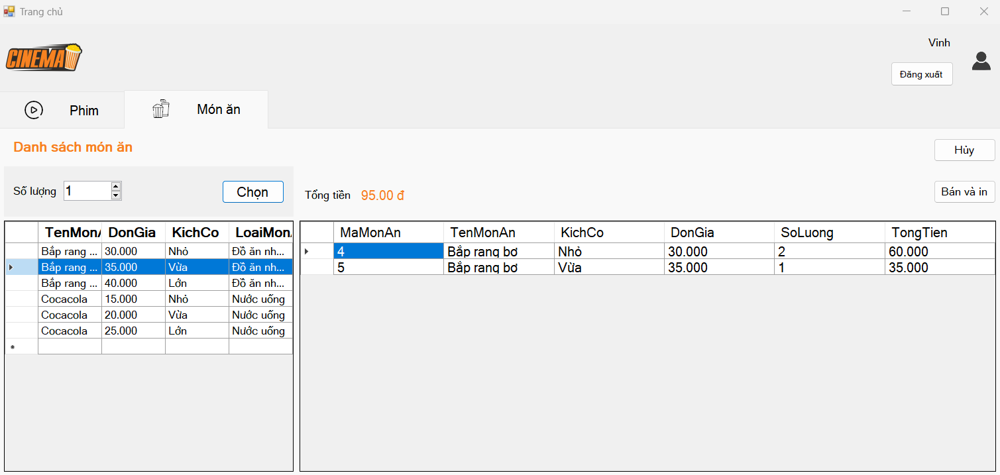 Trang chủ
CINEMA
Vinh
Đăng xuất
Phim
Món ăn
Danh sách món ăn
Hủy
Số lượng 1 Chọn
Tổng tiền 95.00 đ
Bán và in
TenMonA DonGia KichCo LoaiMonA
Bắp rang ... 30.000 Nhỏ Đồ ăn nh...
Bắp rang ... 35.000 Vừa Đồ ăn nh...
Bắp rang ... 40.000 Lớn Đồ ăn nh...
Cocacola 15.000 Nhỏ Nước uống
Cocacola 20.000 Vừa Nước uống
Cocacola 25.000 Lớn Nước uống
MaMonAn TenMonAn KichCo DonGia SoLuong TongTien
4 Bắp rang bơ Nhỏ 30.000 2 60.000
5 Bắp rang bơ Vừa 35.000 1 35.000